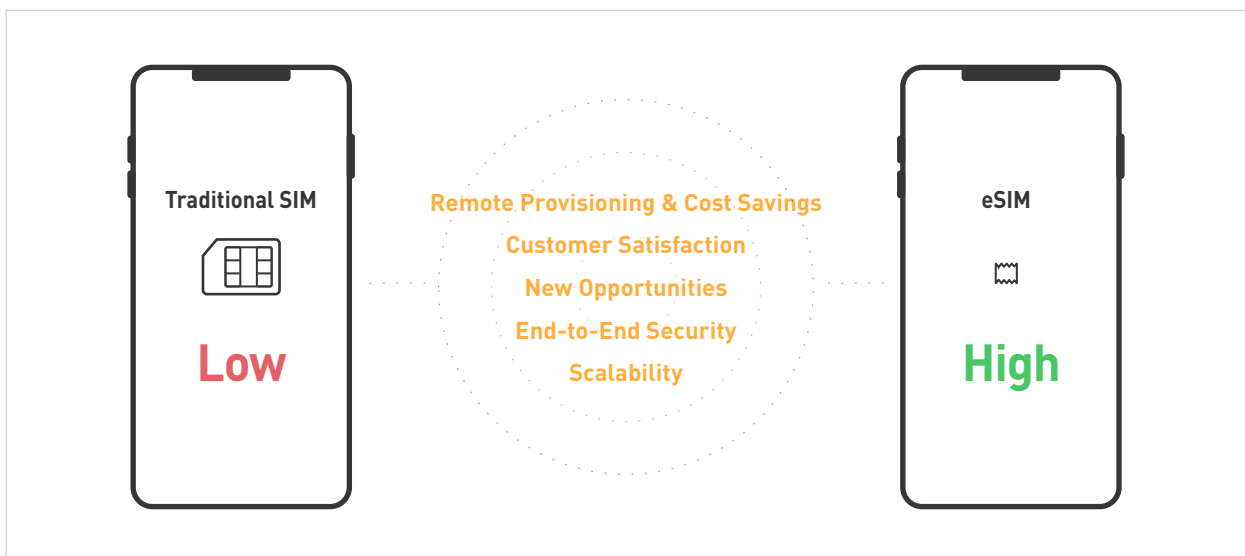 Traditional SIM
Low
Remote Provisioning & Cost Savings
Customer Satisfaction
New Opportunities
End-to-End Security
Scalability
eSIM
High